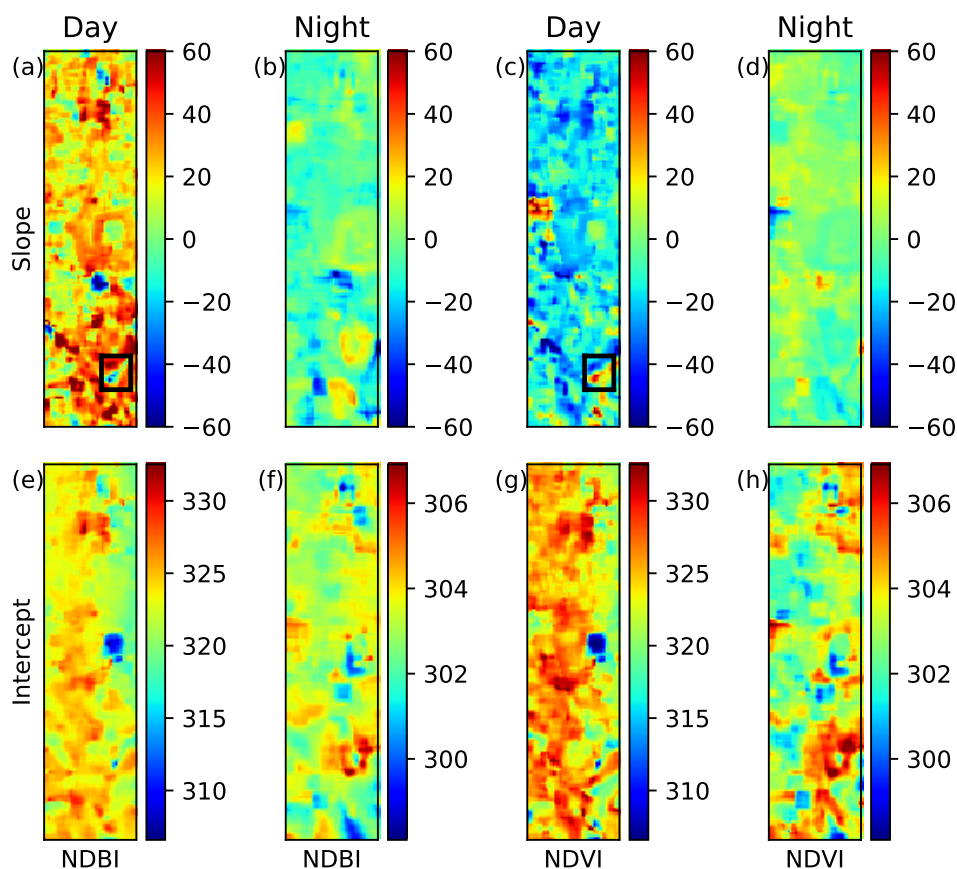 Day Night Day Night
(a) (b) (c) (d)
60 60 60 60
40 40 40 40
20 20 20 20
0 0 0 0
−20 −20 −20 −20
−40 −40 −40 −40
−60 −60 −60 −60
Slope
(e) (f) (g) (h)
330 306 330 306
325 304 325 304
320 302 320 302
315 300 315 300
310 310
Intercept
NDBI NDBI NDVI NDVI